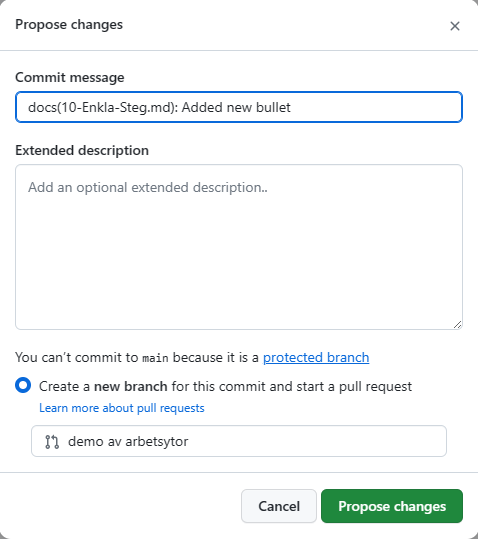 Propose changes
Commit message
docs(10-Enkla-Steg.md): Added new bullet
Extended description
Add an optional extended description..
You can’t commit to main because it is a protected branch
Create a new branch for this commit and start a pull request
Learn more about pull requests
demo av arbetsytor
Cancel Propose changes